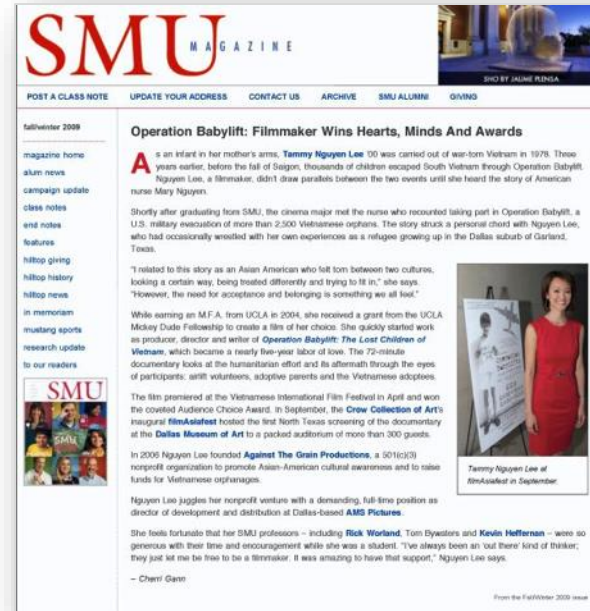 SMU
MAGAZINE
SHO BY JAUME PLENSA
POST A CLASS NOTE UPDATE YOUR ADDRESS CONTACT US ARCHIVE SMU ALUMNI GIVING
fall/winter 2009
magazine home
alum news
campaign update
class notes
end notes
features
hilltop giving
hilltop history
hilltop news
in memoriam
mustang sports
research update
to our readers
SMU
Operation Babylift: Filmmaker Wins Hearts, Minds And Awards
As an infant in her mother's arms, Tammy Nguyen Lee '00 was carried out of war-torn Vietnam in 1978. Three
years earlier, before the fall of Saigon, thousands of children escaped South Vietnam through Operation Babylift.
Nguyen Lee, a filmmaker, didn't draw parallels between the two events until she heard the story of American
nurse Mary Nguyen.
Shortly after graduating from SMU, the cinema major met the nurse who recounted taking part in Operation Babylift, a
U.S. military evacuation of more than 2,500 Vietnamese orphans. The story struck a personal chord with Nguyen Lee,
who had occasionally wrestled with her own experiences as a refugee growing up in the Dallas suburb of Garland,
Texas.
"I related to this story as an Asian American who felt torn between two cultures,
looking a certain way, being treated differently and trying to fit in," she says.
"However, the need for acceptance and belonging is something we all feel."
While earning an M.F.A. from UCLA in 2004, she received a grant from the UCLA
Mickey Dude Fellowship to create a film of her choice. She quickly started work
as producer, director and writer of Operation Babylift: The Lost Children of
Vietnam, which became a nearly five-year labor of love. The 72-minute
documentary looks at the humanitarian effort and its aftermath through the eyes
of participants: airlift volunteers, adoptive parents and the Vietnamese adoptees.
The film premiered at the Vietnamese International Film Festival in April and won
the coveted Audience Choice Award. In September, the Crow Collection of Art's
inaugural filmAsiafest hosted the first North Texas screening of the documentary
at the Dallas Museum of Art to a packed auditorium of more than 300 guests.
In 2006 Nguyen Lee founded Against The Grain Productions, a 501(c)(3)
nonprofit organization to promote Asian-American cultural awareness and to raise
funds for Vietnamese orphanages.
Nguyen Lee juggles her nonprofit venture with a demanding, full-time position as
director of development and distribution at Dallas-based AMS Pictures.
Tammy Nguyen Lee at
filmAsiafest in September.
She feels fortunate that her SMU professors – including Rick Worland, Tom Bywaters and Kevin Heffernan – were so
generous with their time and encouragement while she was a student. "I've always been an 'out there' kind of thinker;
they just let me be free to be a filmmaker. It was amazing to have that support," Nguyen Lee says.
– Cherri Gann
From the Fall/Winter 2009 issue